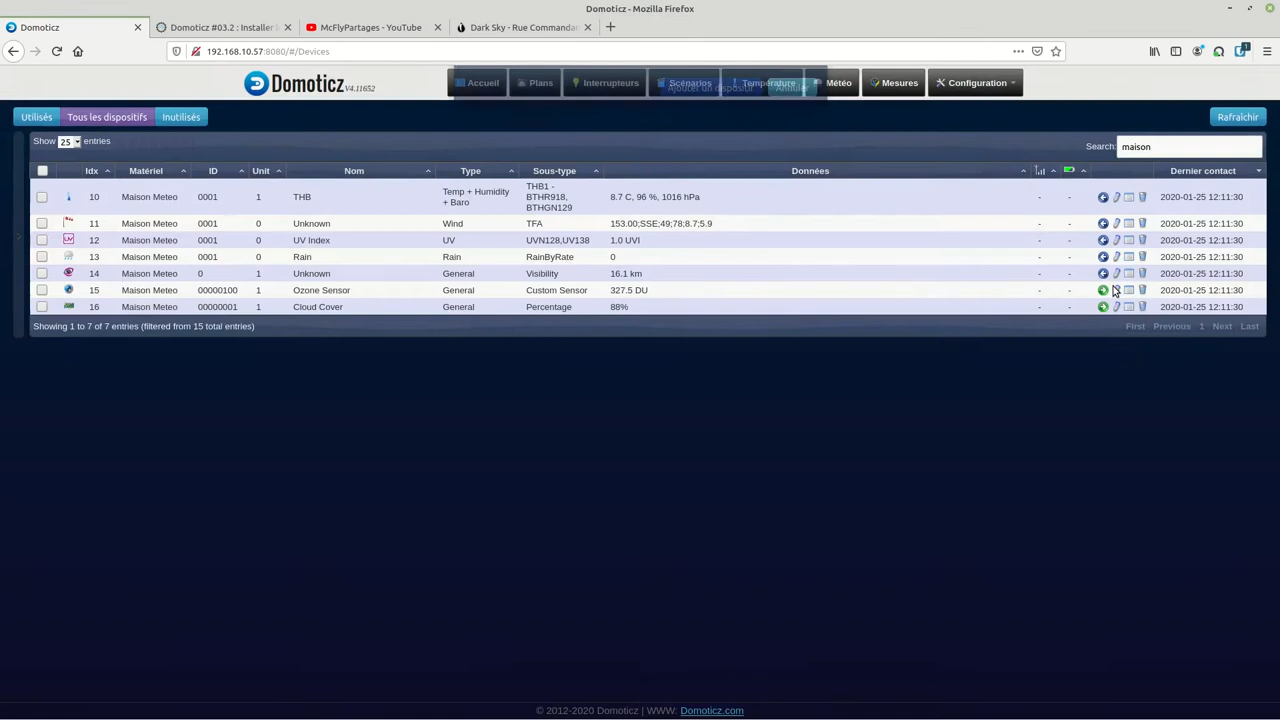 Domoticz - Mozilla Firefox
Domoticz
Domoticz #03.2 : Installer l
McFlyPartages - YouTube
Dark Sky - Rue Commandan
192.168.10.57:8080/#/Devices
1
Domoticz V4.11652
Accueil Plans Interrupteurs Scénarios Température Météo Mesures Configuration
Ajouter un dispositif Annuler
Utilisés Tous les dispositifs Inutilisés Rafraîchir
Show 25 entries Search: maison
Idx Matériel ID Unit Nom Type Sous-type Données Dernier contact
10 Maison Meteo 0001 1 THB Temp + Humidity + Baro THB1 - BTHR918, BTHGN129 8.7 C, 96 %, 1016 hPa - - 2020-01-25 12:11:30
11 Maison Meteo 0001 0 Unknown Wind TFA 153.00;SSE;49;78;8.7;5.9 - - 2020-01-25 12:11:30
12 Maison Meteo 0001 0 UV Index UV UVN128,UV138 1.0 UVI - - 2020-01-25 12:11:30
13 Maison Meteo 0001 0 Rain Rain RainByRate 0 - - 2020-01-25 12:11:30
14 Maison Meteo 0 1 Unknown General Visibility 16.1 km - - 2020-01-25 12:11:30
15 Maison Meteo 00000100 1 Ozone Sensor General Custom Sensor 327.5 DU - - 2020-01-25 12:11:30
16 Maison Meteo 00000001 1 Cloud Cover General Percentage 88% - - 2020-01-25 12:11:30
Showing 1 to 7 of 7 entries (filtered from 15 total entries) First Previous 1 Next Last
© 2012-2020 Domoticz | WWW: Domoticz.com